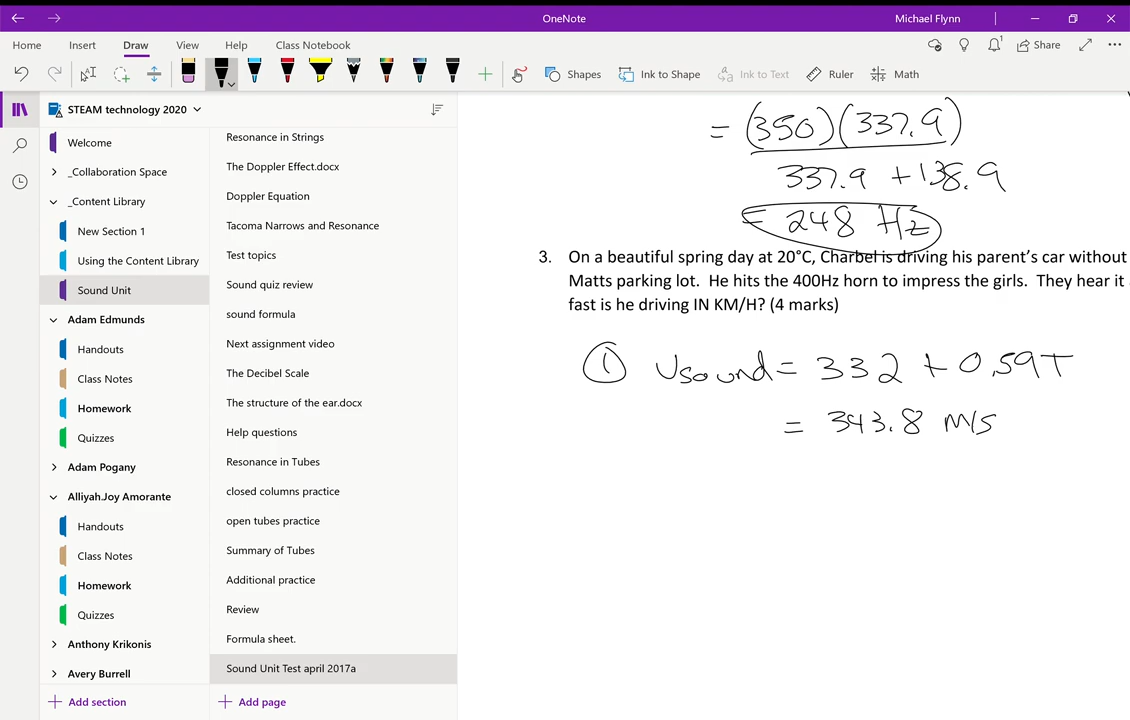 OneNote
Michael Flynn
Home Insert Draw View Help Class Notebook
Share
Shapes Ink to Shape Ink to Text Ruler Math
STEAM technology 2020
Welcome
_Collaboration Space
_Content Library
New Section 1
Using the Content Library
Sound Unit
Adam Edmunds
Handouts
Class Notes
Homework
Quizzes
Adam Pogany
Alliyah.Joy Amorante
Handouts
Class Notes
Homework
Quizzes
Anthony Krikonis
Avery Burrell
Add section
Resonance in Strings
The Doppler Effect.docx
Doppler Equation
Tacoma Narrows and Resonance
Test topics
Sound quiz review
sound formula
Next assignment video
The Decibel Scale
The structure of the ear.docx
Help questions
Resonance in Tubes
closed columns practice
open tubes practice
Summary of Tubes
Additional practice
Review
Formula sheet.
Sound Unit Test april 2017a
Add page
= (350)(337.9)
337.9 + 138.9
= 248 Hz
3. On a beautiful spring day at 20°C, Charbel is driving his parent's car without
Matts parking lot. He hits the 400Hz horn to impress the girls. They hear it
fast is he driving IN KM/H? (4 marks)
① Vsound = 332 + 0.59T
= 343.8 m/s